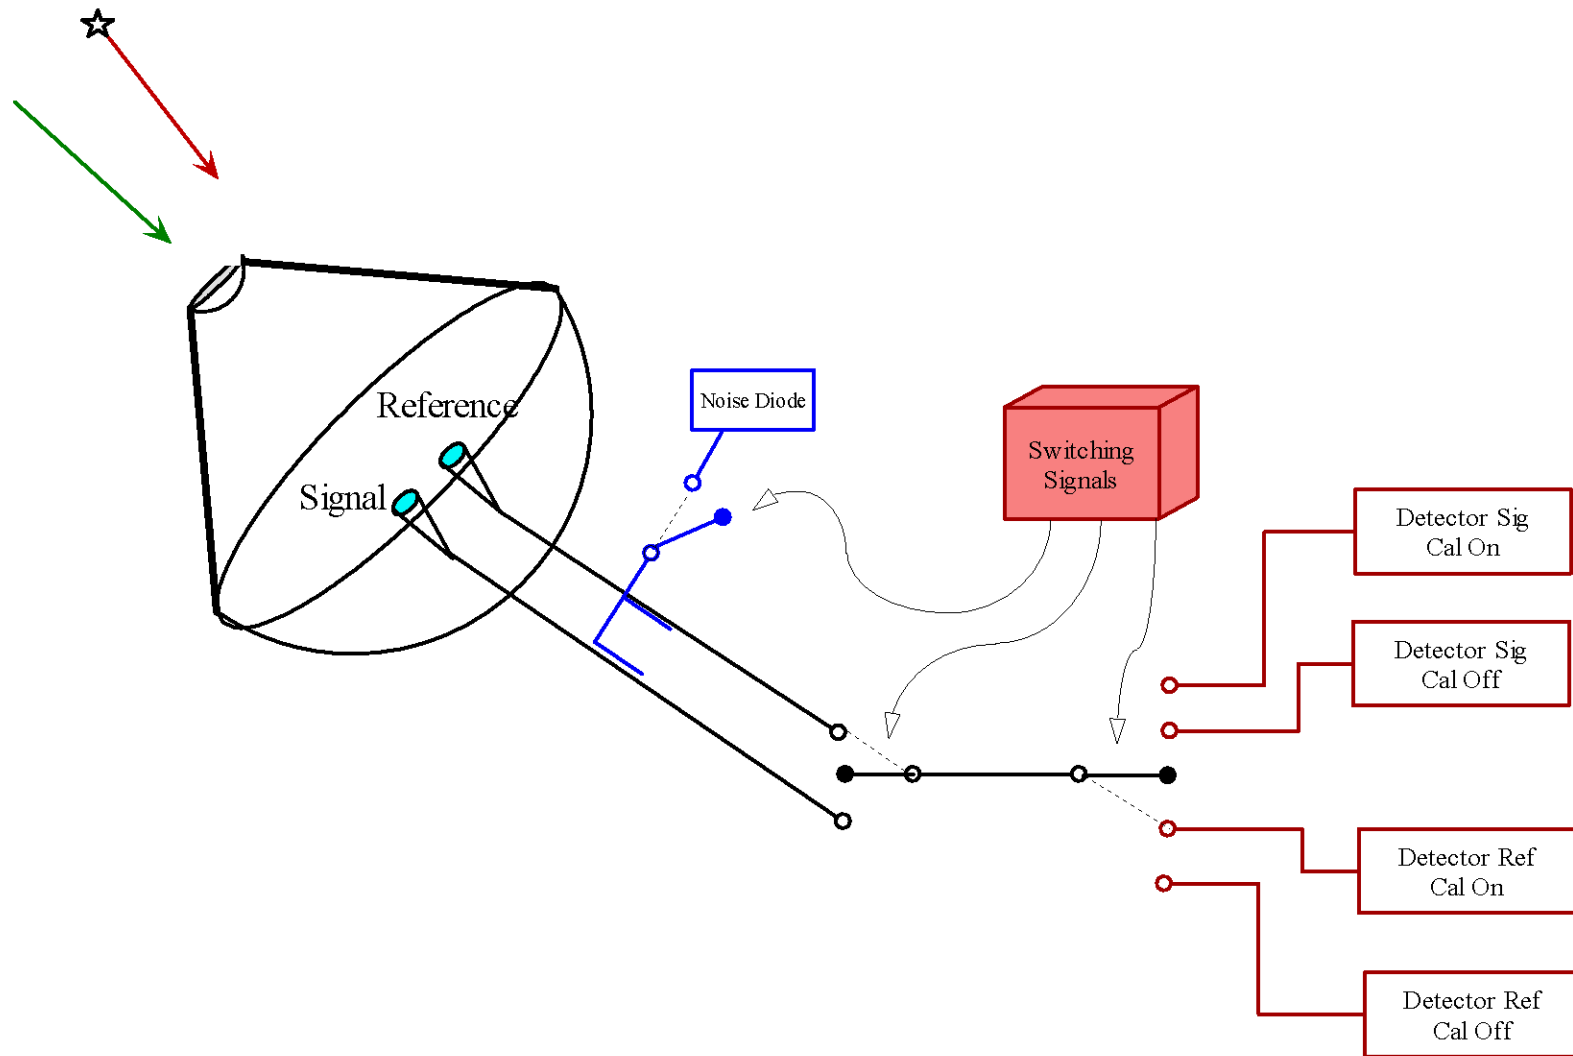 Reference
Signal
Noise Diode
Switching
Signals
Detector Sig
Cal On
Detector Sig
Cal Off
Detector Ref
Cal On
Detector Ref
Cal Off